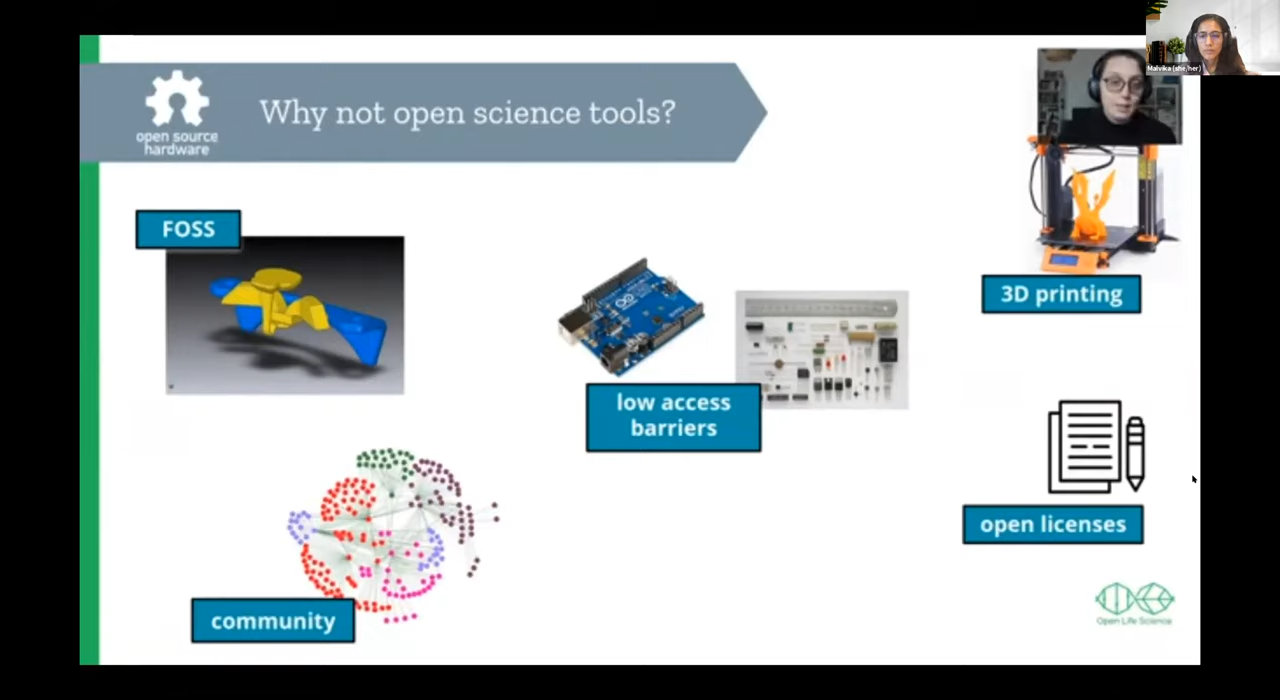 Malvika (she/her)
open source
hardware
Why not open science tools?
FOSS
3D printing
low access
barriers
open licenses
community
Open Life Science